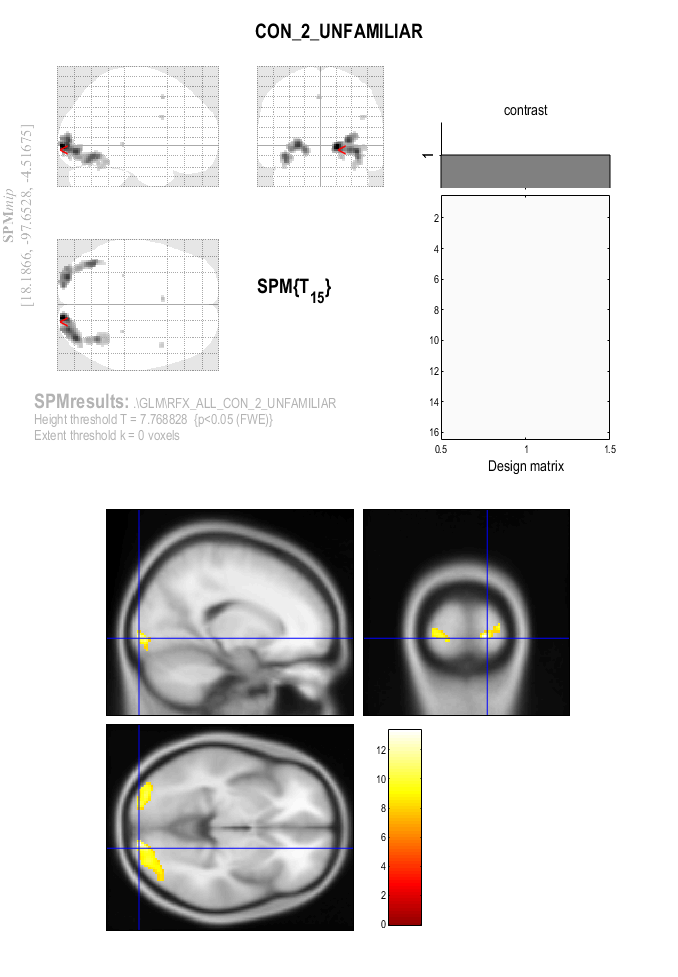 CON_2_UNFAMILIAR
SPMmip
[18.1866, -97.6528, -4.51675]
SPM{T15}
contrast
1
2
4
6
8
10
12
14
16
0.5
1
1.5
Design matrix
SPMresults: .\GLM\RFX_ALL_CON_2_UNFAMILIAR
Height threshold T = 7.768828 {p<0.05 (FWE)}
Extent threshold k = 0 voxels
<
<
<
12
10
8
6
4
2
0